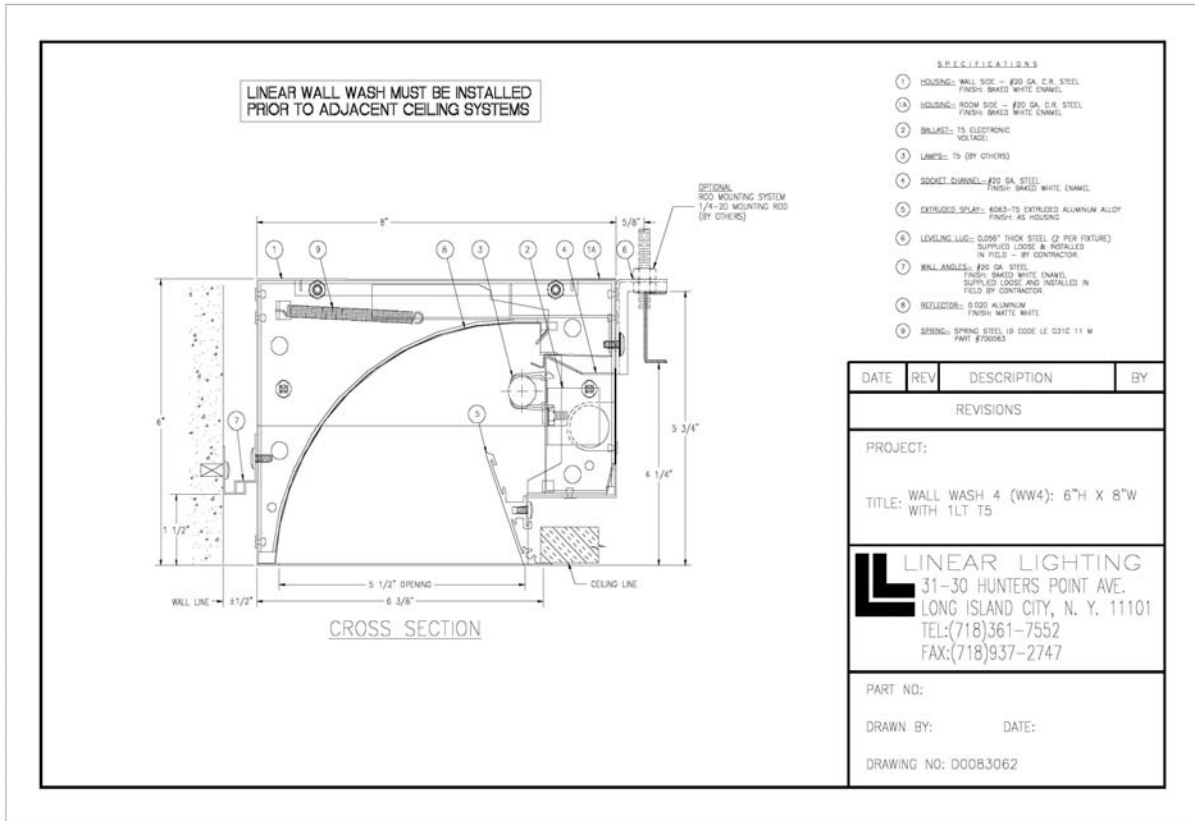 LINEAR WALL WASH MUST BE INSTALLED
PRIOR TO ADJACENT CEILING SYSTEMS
SPECIFICATIONS
1 HOUSING- WALL SIDE - #20 GA. C.R. STEEL
FINISH: BAKED WHITE ENAMEL
1A HOUSING- ROOM SIDE - #20 GA. C.R. STEEL
FINISH: BAKED WHITE ENAMEL
2 BALLAST- T5 ELECTRONIC
VOLTAGE:
3 LAMPS- T5 (BY OTHERS)
4 SOCKET CHANNEL- #20 GA. STEEL
FINISH: BAKED WHITE ENAMEL
5 EXTRUDED SPLAY- 6063-T5 EXTRUDED ALUMINUM ALLOY
FINISH: AS HOUSING
6 LEVELING LUG- 0.056" THICK STEEL (2 PER FIXTURE)
SUPPLIED LOOSE & INSTALLED
IN FIELD - BY CONTRACTOR.
7 WALL ANGLES- #20 GA. STEEL
FINISH: BAKED WHITE ENAMEL
SUPPLIED LOOSE AND INSTALLED IN
FIELD BY CONTRACTOR.
8 REFLECTOR- 0.020 ALUMINUM
FINISH: MATTE WHITE
9 SPRING- SPRING STEEL ID CODE LE 031C 11 M
PART #700063
OPTIONAL
ROD MOUNTING SYSTEM
1/4-20 MOUNTING ROD
(BY OTHERS)
8"
5/8"
1
9
8
3
2
4
1A
6
6"
5
7
5 3/4"
4 1/4"
1 1/2"
5 1/2" OPENING
CEILING LINE
WALL LINE
±1/2"
6 3/8"
CROSS SECTION
DATE REV DESCRIPTION BY
REVISIONS
PROJECT:
TITLE: WALL WASH 4 (WW4): 6"H X 8"W
WITH 1LT T5
LINEAR LIGHTING
31-30 HUNTERS POINT AVE.
LONG ISLAND CITY, N. Y. 11101
TEL:(718)361-7552
FAX:(718)937-2747
PART NO:
DRAWN BY: DATE:
DRAWING NO: D0083062